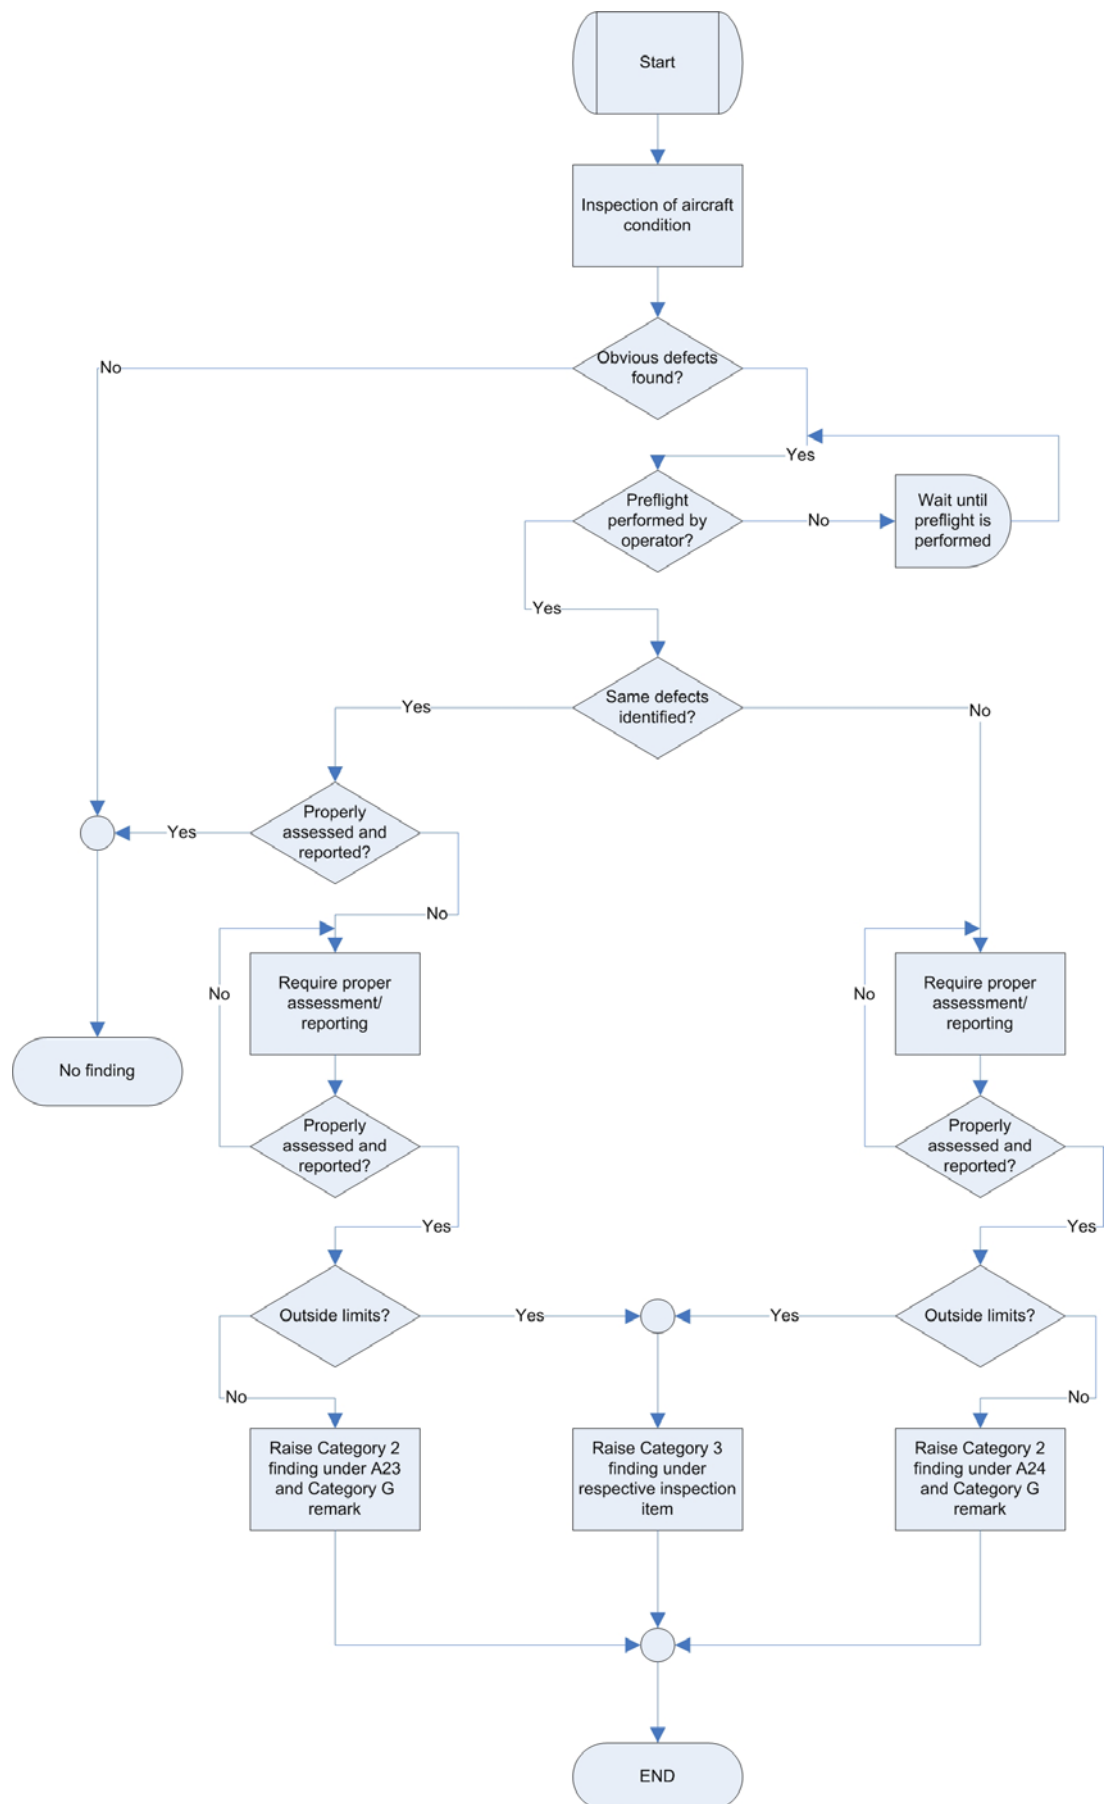 Start
Inspection of aircraft
condition
Obvious defects
found?
No
Yes
Preflight
performed by
operator?
No
Wait until
preflight is
performed
Yes
Same defects
identified?
Yes
No
Properly
assessed and
reported?
Yes
No
Require proper
assessment/
reporting
No
Require proper
assessment/
reporting
No
No finding
Properly
assessed and
reported?
Properly
assessed and
reported?
Yes
Yes
Outside limits?
Yes
Yes
Outside limits?
No
No
Raise Category 2
finding under A23
and Category G
remark
Raise Category 3
finding under
respective inspection
item
Raise Category 2
finding under A24
and Category G
remark
END